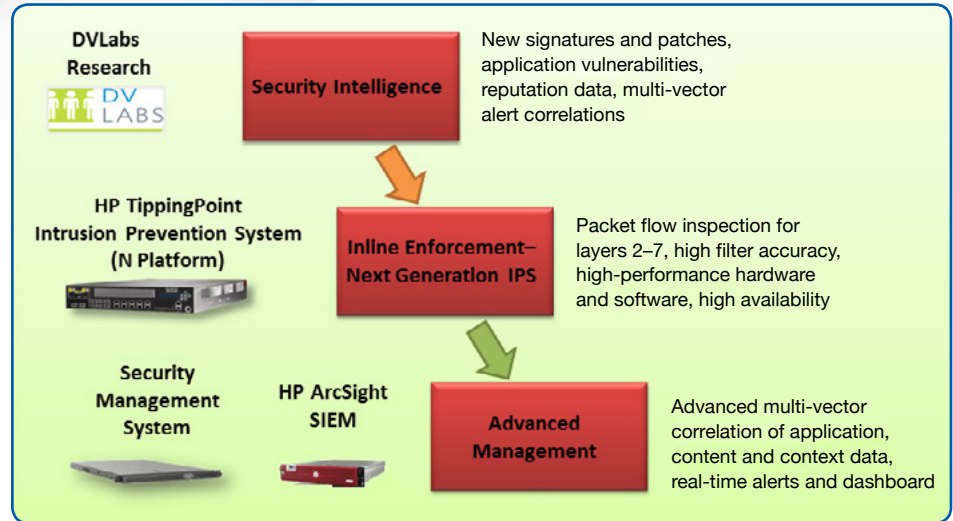 DVLabs
Research
DV
LABS
Security Intelligence
New signatures and patches,
application vulnerabilities,
reputation data, multi-vector
alert correlations
HP TippingPoint
Intrusion Prevention System
(N Platform)
Inline Enforcement–
Next Generation IPS
Packet flow inspection for
layers 2–7, high filter accuracy,
high-performance hardware
and software, high availability
Security
Management
System
HP ArcSight
SIEM
Advanced
Management
Advanced multi-vector
correlation of application,
content and context data,
real-time alerts and dashboard